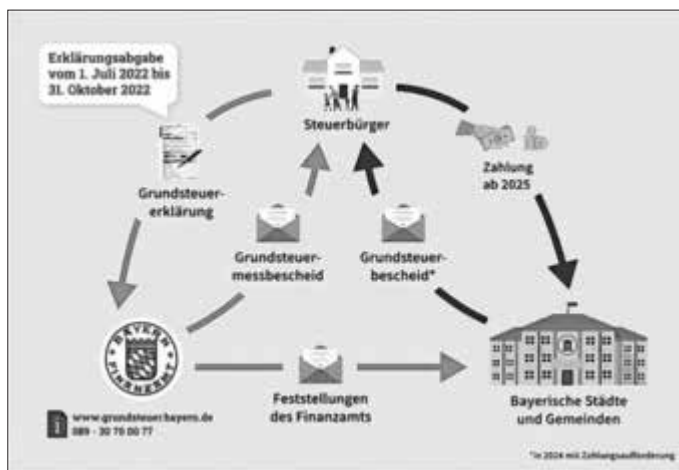 Erklärungsabgabe
vom 1. Juli 2022 bis
31. Oktober 2022
Steuerbürger
Grundsteuer-
erklärung
Zahlung
ab 2025
Grundsteuer-
messbescheid
Grundsteuer-
bescheid*
BAYERN
FINANZAMT
Feststellungen
des Finanzamts
Bayerische Städte
und Gemeinden
www.grundsteuer.bayern.de
089 - 30 70 00 77
*in 2024 mit Zahlungsaufforderung